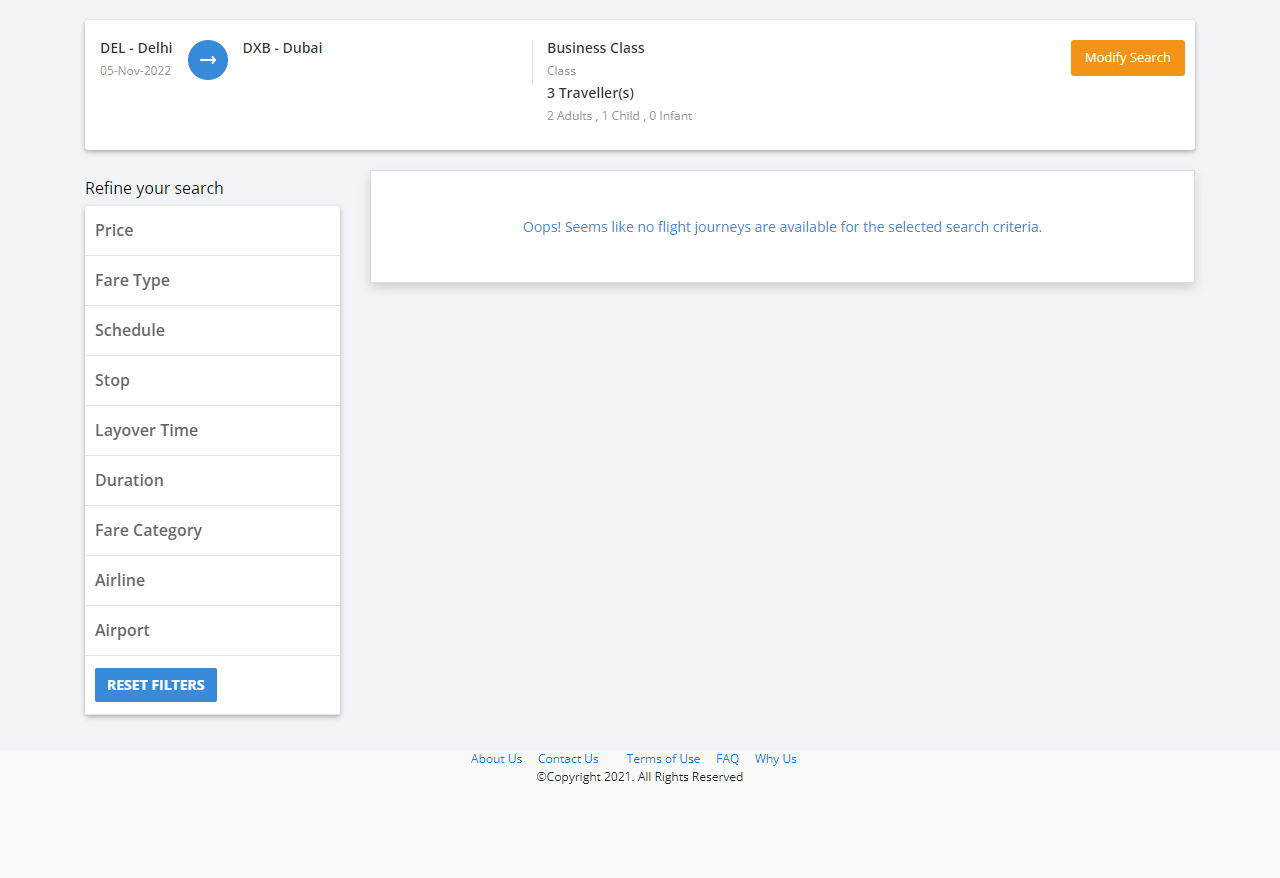 DEL - Delhi
05-Nov-2022
DXB - Dubai
Business Class
Class
3 Traveller(s)
2 Adults , 1 Child , 0 Infant
Modify Search
Refine your search
Price
Fare Type
Schedule
Stop
Layover Time
Duration
Fare Category
Airline
Airport
RESET FILTERS
Oops! Seems like no flight journeys are available for the selected search criteria.
About Us Contact Us Terms of Use FAQ Why Us
©Copyright 2021. All Rights Reserved